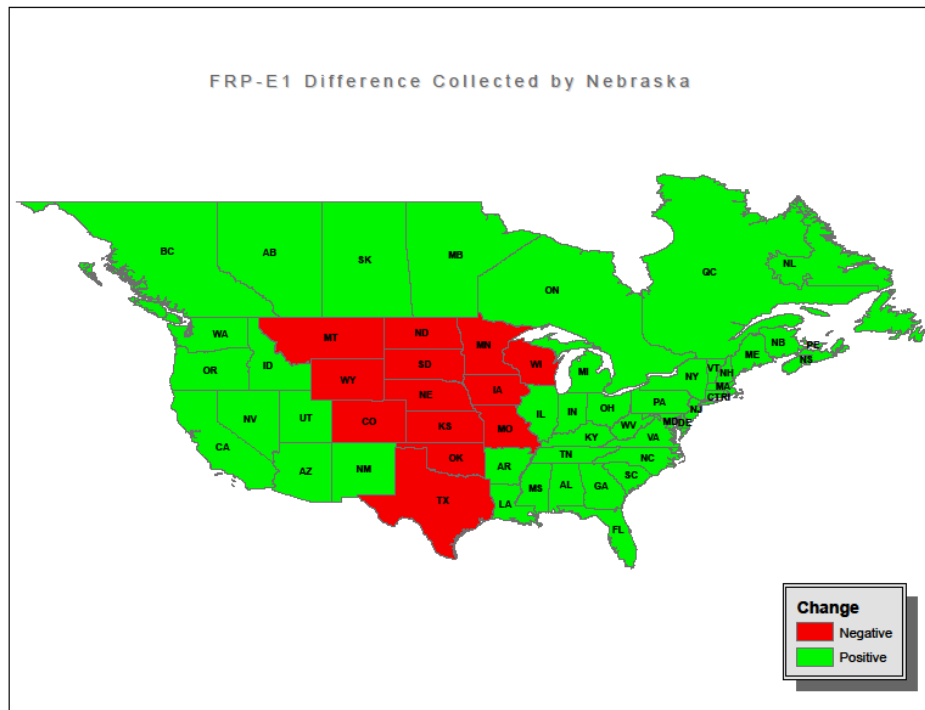 FRP-E1 Difference Collected by Nebraska
BC
AB
SK
MB
ON
QC
NL
WA
MT
ND
MN
OR
ID
SD
WI
MI
WY
NE
IA
NY
VT
NH
ME
NB
PE
NS
MA
CT
RI
NV
UT
CO
KS
MO
IL
IN
OH
PA
NJ
MD
DE
WV
VA
KY
CA
AZ
NM
OK
AR
TN
NC
SC
TX
LA
MS
AL
GA
FL
Change
Negative
Positive